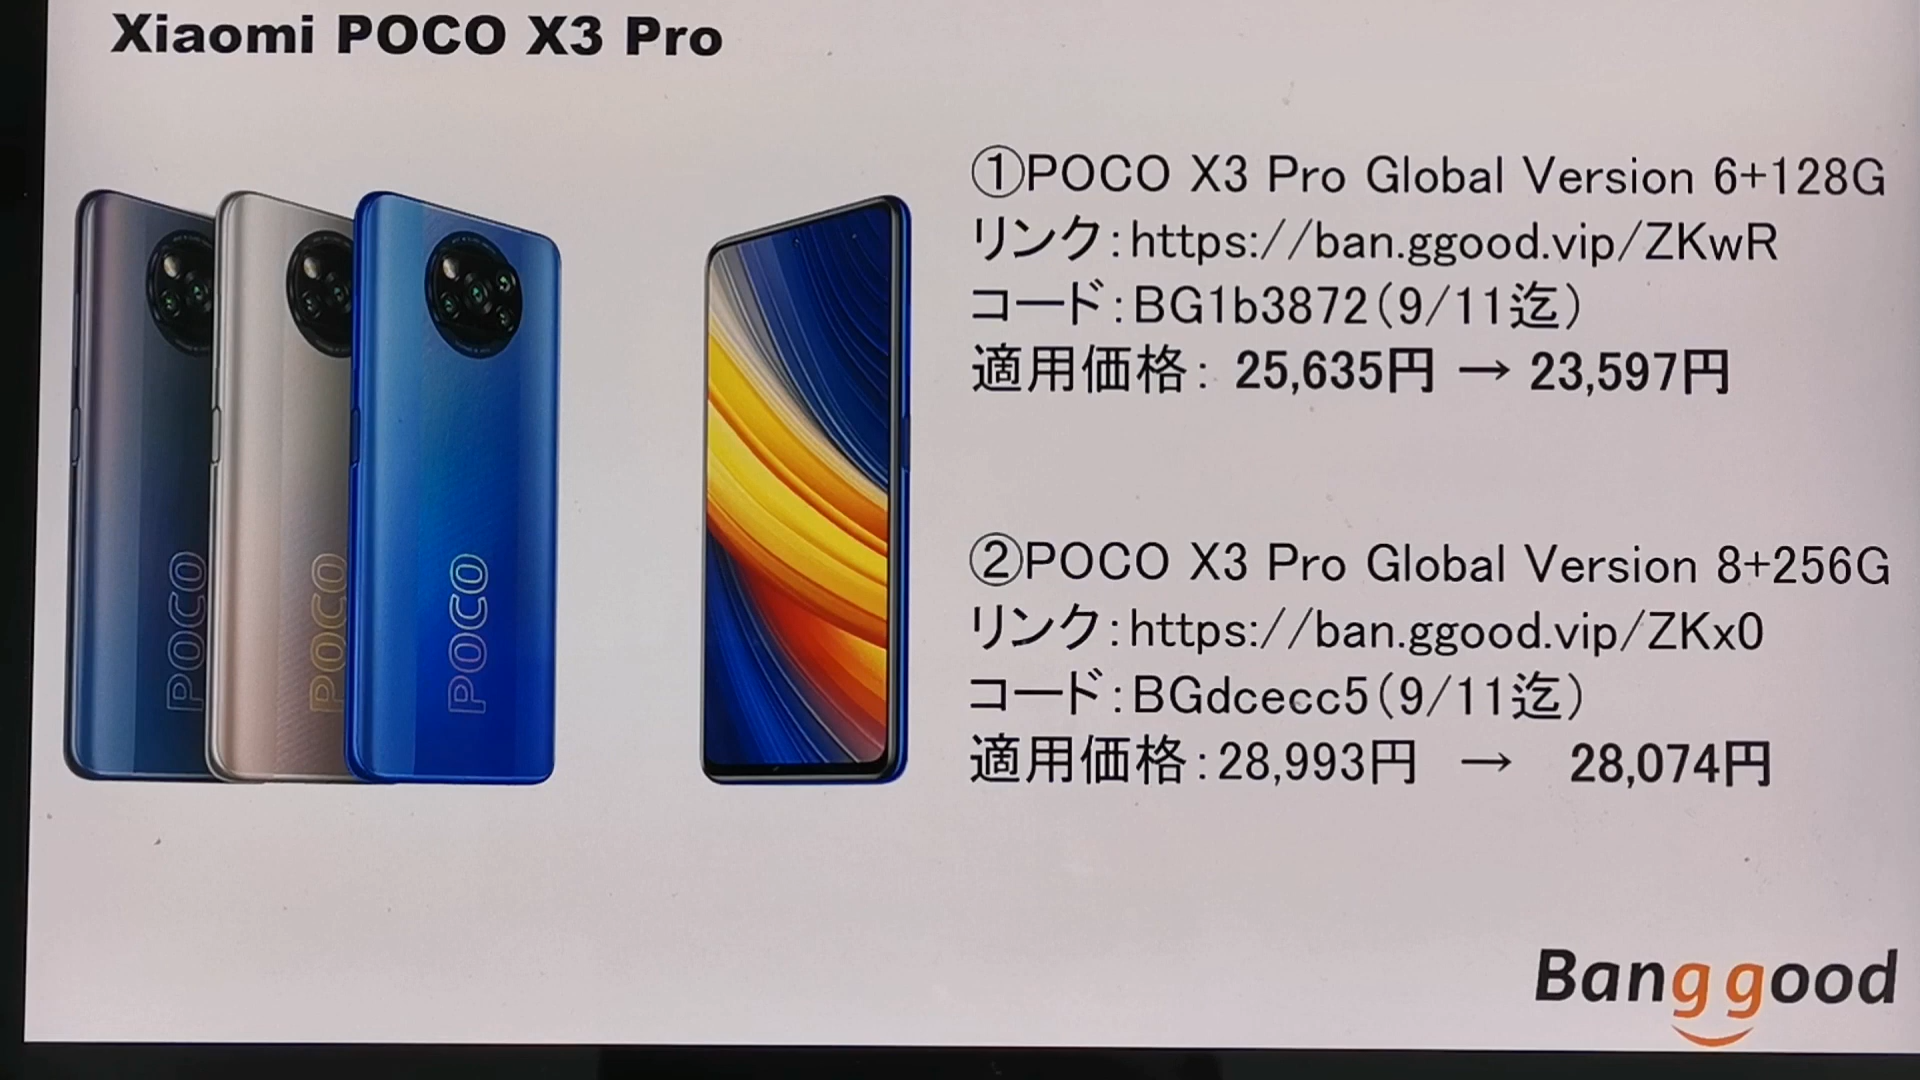 Xiaomi POCO X3 Pro
①POCO X3 Pro Global Version 6+128G
リンク:https://ban.ggood.vip/ZKwR
コード:BG1b3872(9/11迄)
適用価格: 25,635円 → 23,597円
②POCO X3 Pro Global Version 8+256G
リンク:https://ban.ggood.vip/ZKx0
コード:BGdcecc5(9/11迄)
適用価格:28,993円 → 28,074円
POCO
POCO
POCO
Banggood